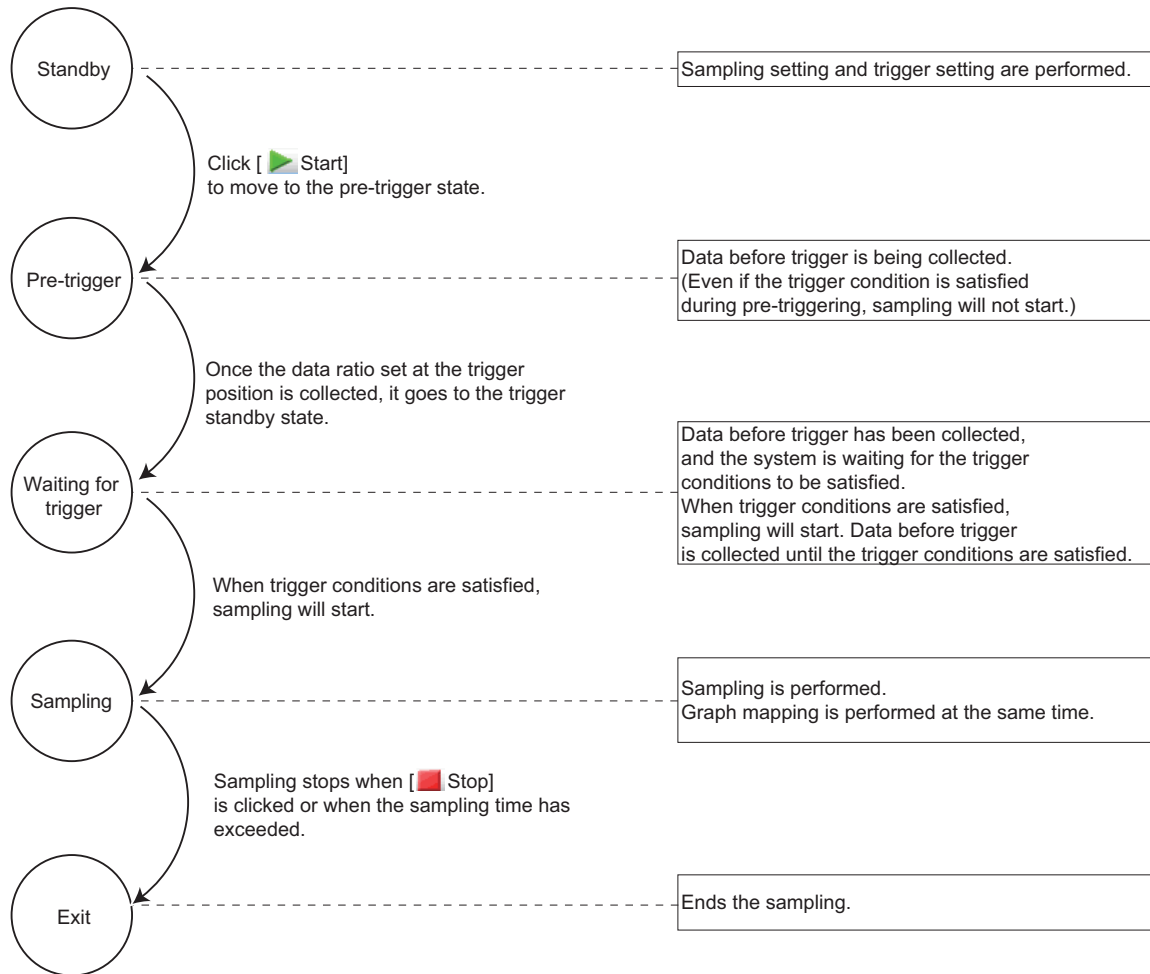 Standby
Sampling setting and trigger setting are performed.
Click [ Start]
to move to the pre-trigger state.
Pre-trigger
Data before trigger is being collected.
(Even if the trigger condition is satisfied
during pre-triggering, sampling will not start.)
Once the data ratio set at the trigger
position is collected, it goes to the trigger
standby state.
Waiting for
trigger
Data before trigger has been collected,
and the system is waiting for the trigger
conditions to be satisfied.
When trigger conditions are satisfied,
sampling will start. Data before trigger
is collected until the trigger conditions are satisfied.
When trigger conditions are satisfied,
sampling will start.
Sampling
Sampling is performed.
Graph mapping is performed at the same time.
Sampling stops when [ Stop]
is clicked or when the sampling time has
exceeded.
Exit
Ends the sampling.